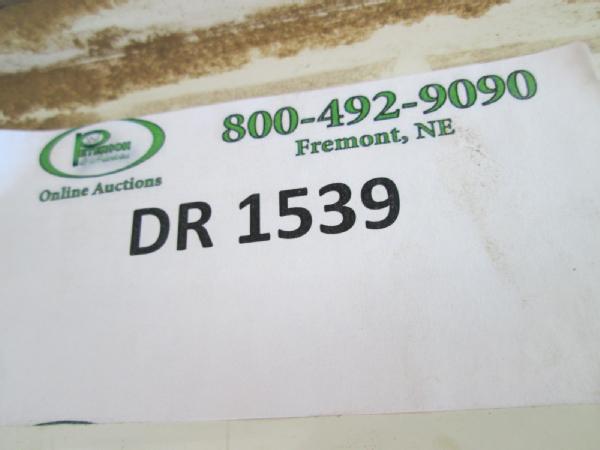 800-492-9090
Fremont, NE
Online Auctions
DR 1539